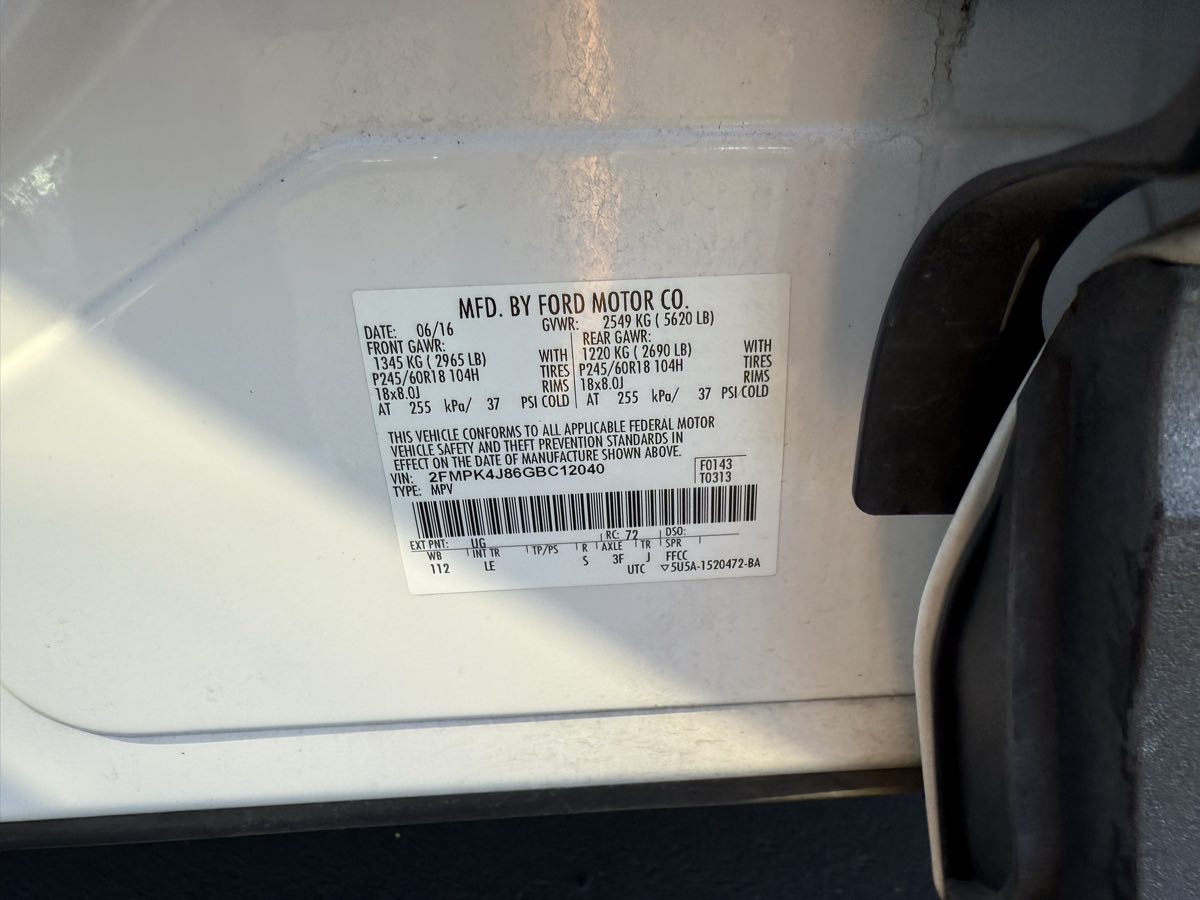 MFD. BY FORD MOTOR CO.
DATE: 06/16 GVWR: 2549 KG ( 5620 LB)
FRONT GAWR: REAR GAWR:
1345 KG ( 2965 LB) WITH 1220 KG ( 2690 LB) WITH
P245/60R18 104H TIRES P245/60R18 104H TIRES
18x8.0J RIMS 18x8.0J RIMS
AT 255 kPa/ 37 PSI COLD AT 255 kPa/ 37 PSI COLD
THIS VEHICLE CONFORMS TO ALL APPLICABLE FEDERAL MOTOR
VEHICLE SAFETY AND THEFT PREVENTION STANDARDS IN
EFFECT ON THE DATE OF MANUFACTURE SHOWN ABOVE.
VIN: 2FMPK4J86GBC12040 F0143
TYPE: MPV T0313
EXT PNT: UG RC: 72 DSO:
WB INT TR TP/PS R AXLE TR SPR
112 LE S 3F J FFCC
UTC ▽5U5A-1520472-BA